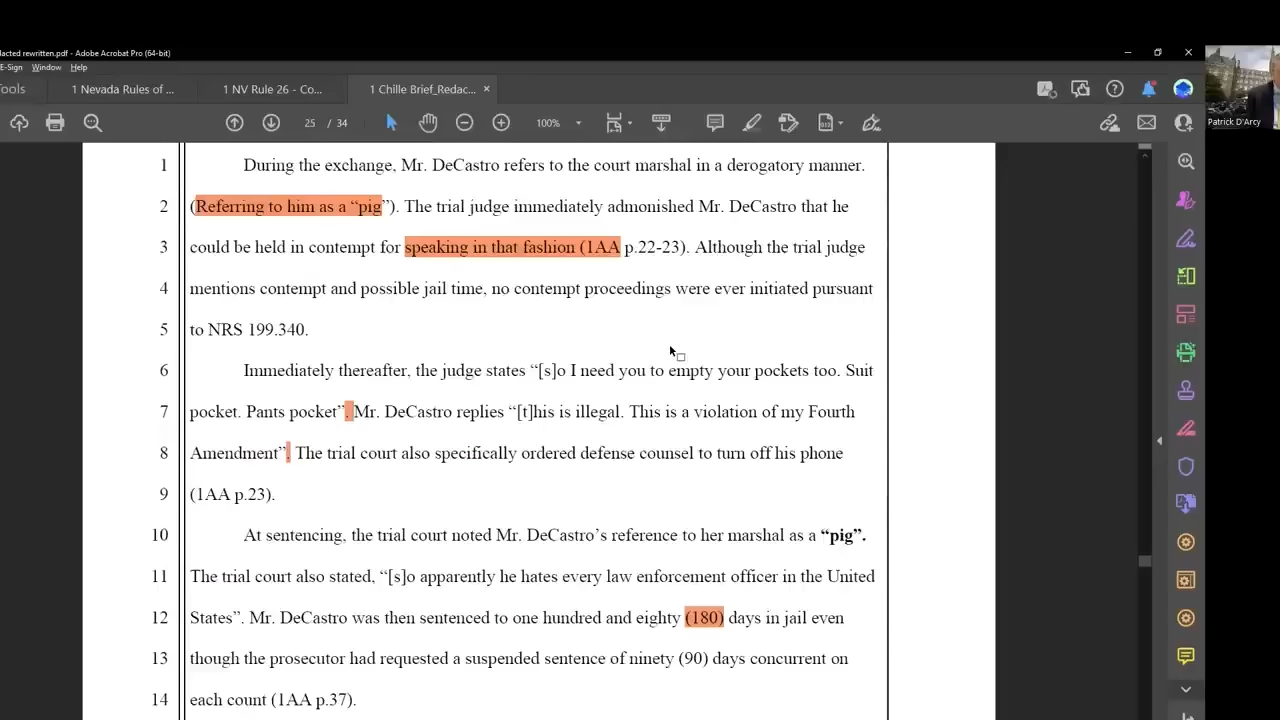 lacted rewritten.pdf - Adobe Acrobat Pro (64-bit)
E-Sign Window Help
Tools 1 Nevada Rules of ... 1 NV Rule 26 - Co... 1 Chille Brief_Redac... ×
25 / 34 100%
Patrick D'Arcy
1 During the exchange, Mr. DeCastro refers to the court marshal in a derogatory manner.
2 (Referring to him as a “pig”). The trial judge immediately admonished Mr. DeCastro that he
3 could be held in contempt for speaking in that fashion (1AA p.22-23). Although the trial judge
4 mentions contempt and possible jail time, no contempt proceedings were ever initiated pursuant
5 to NRS 199.340.
6 Immediately thereafter, the judge states “[s]o I need you to empty your pockets too. Suit
7 pocket. Pants pocket”. Mr. DeCastro replies “[t]his is illegal. This is a violation of my Fourth
8 Amendment”. The trial court also specifically ordered defense counsel to turn off his phone
9 (1AA p.23).
10 At sentencing, the trial court noted Mr. DeCastro’s reference to her marshal as a “pig”.
11 The trial court also stated, “[s]o apparently he hates every law enforcement officer in the United
12 States”. Mr. DeCastro was then sentenced to one hundred and eighty (180) days in jail even
13 though the prosecutor had requested a suspended sentence of ninety (90) days concurrent on
14 each count (1AA p.37).